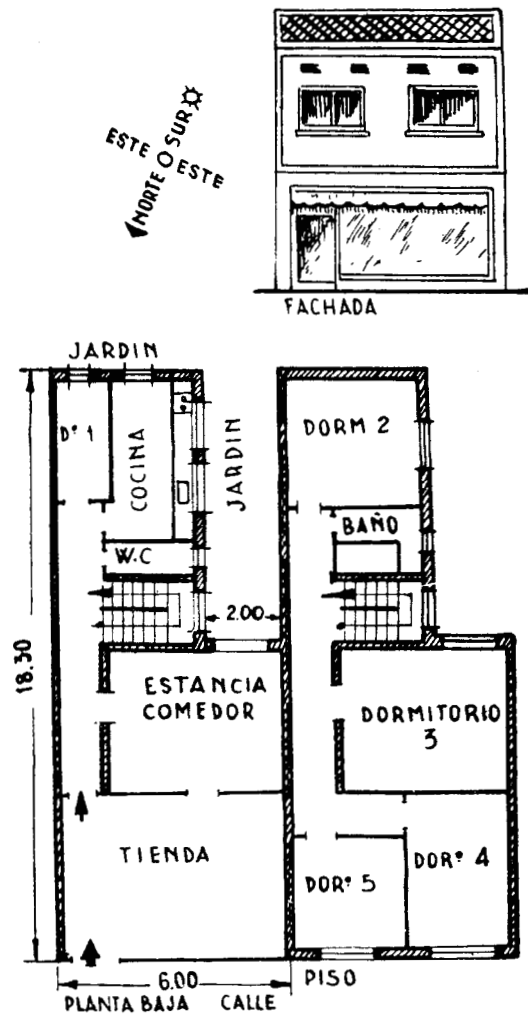 ESTE O SUR
NORTE OESTE
FACHADA
JARDIN
Dº 1
COCINA
JARDIN
DORM 2
BAÑO
W.C
2.00
18.30
ESTANCIA
COMEDOR
DORMITORIO
3
TIENDA
DORº 5
DORº 4
6.00
PISO
PLANTA BAJA CALLE